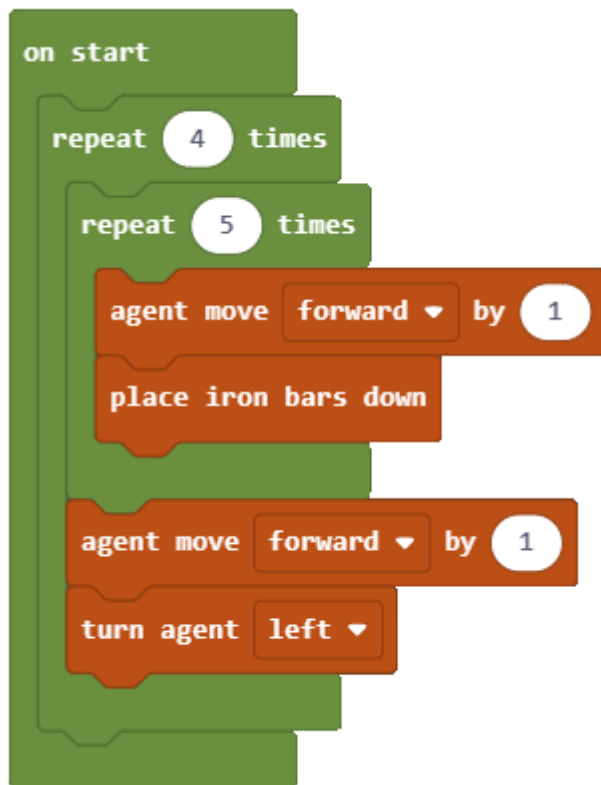 on start
repeat 4 times
repeat 5 times
agent move forward by 1
place iron bars down
agent move forward by 1
turn agent left